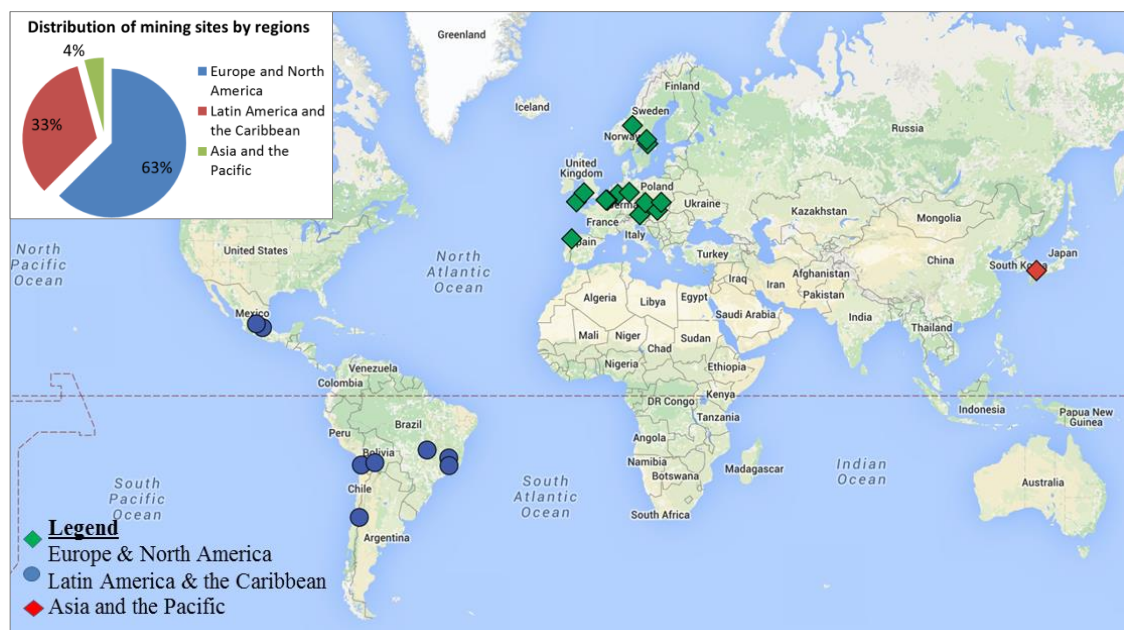 Distribution of mining sites by regions
4%
33%
63%
Europe and North
America
Latin America and
the Caribbean
Asia and the
Pacific
Greenland
Iceland
Finland
Sweden
Norway
Russia
United
Kingdom
Poland
Germa
Ukraine
France
Kazakhstan
Mongolia
Italy
Spain
Turkey
China
South Korea
Japan
North
Pacific
Ocean
United States
North
Atlantic
Ocean
Iraq
Iran
Afghanistan
Pakistan
Algeria
Libya
Egypt
Saudi Arabia
India
Mexico
Mali
Niger
Chad
Sudan
Thailand
Nigeria
Ethiopia
Venezuela
Colombia
DR Congo
Kenya
Tanzania
Indonesia
Papua New
Guinea
Peru
Brazil
Bolivia
Angola
Namibia
Botswana
Madagascar
Indian
Ocean
Australia
South
Pacific
Ocean
Chile
South
Atlantic
Ocean
South Africa
Argentina
Legend
Europe & North America
Latin America & the Caribbean
Asia and the Pacific